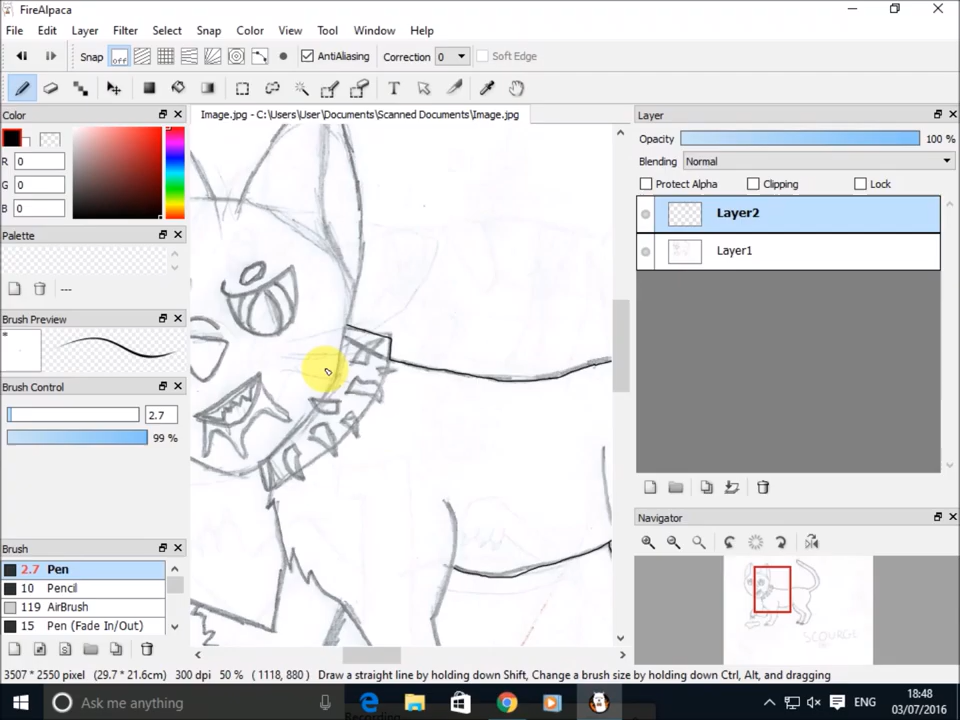 FireAlpaca
File Edit Layer Filter Select Snap Color View Tool Window Help
Snap off AntiAliasing Correction 0 Soft Edge
T
Color
Image.jpg - C:\Users\User\Documents\Scanned Documents\Image.jpg
Layer
R 0
G 0
B 0
Opacity 100 %
Blending Normal
Protect Alpha Clipping Lock
Layer2
Layer1
Palette
---
Brush Preview
Brush Control
2.7
99 %
Brush
2.7 Pen
10 Pencil
119 AirBrush
15 Pen (Fade In/Out)
S
Navigator
SCOURGE
3507 * 2550 pixel (29.7 * 21.6cm) 300 dpi 50 % ( 1118, 880 ) Draw a straight line by holding down Shift, Change a brush size by holding down Ctrl, Alt, and dragging
Ask me anything
Recording
ENG
18:48
03/07/2016